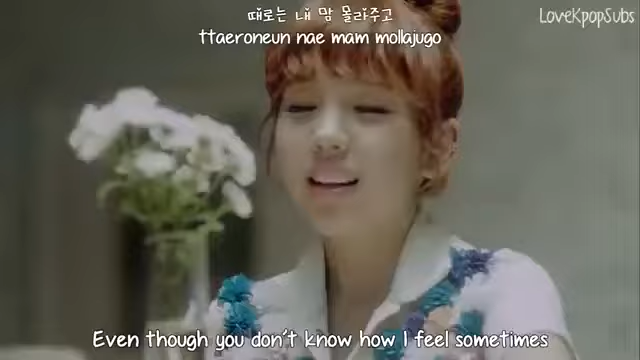 때로는 내 맘 몰라주고
LoveKpopSubs
ttaeroneun nae mam mollajugo
Even though you don't know how I feel sometimes